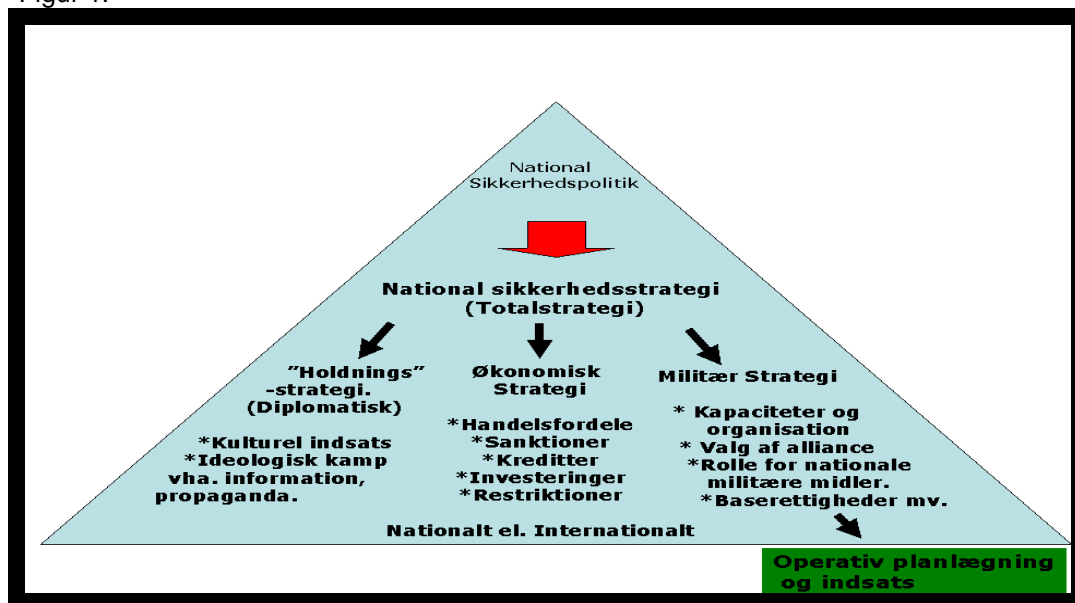 Figur 1.
National
Sikkerhedspolitik
National sikkerhedsstrategi
(Totalstrategi)
”Holdnings”
-strategi.
(Diplomatisk)
*Kulturel indsats
*Ideologisk kamp
vha. information,
propaganda.
Økonomisk
Strategi
*Handelsfordele
*Sanktioner
*Kreditter
*Investeringer
*Restriktioner
Militær Strategi
* Kapaciteter og
organisation
* Valg af alliance
*Rolle for nationale
militære midler.
*Baserettigheder mv.
Nationalt el. Internationalt
Operativ planlægning
og indsats